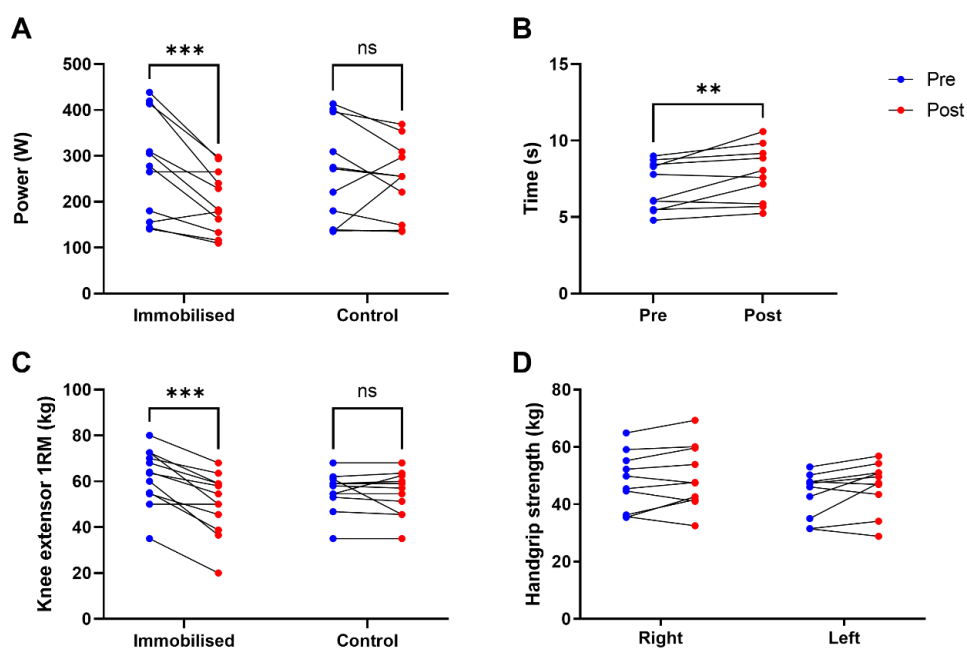 A
Power (W)
500
400
300
200
100
0
***
ns
Immobilised
Control
B
Time (s)
15
10
5
0
**
Pre
Post
Pre
Post
C
Knee extensor 1RM (kg)
100
80
60
40
20
0
***
ns
Immobilised
Control
D
Handgrip strength (kg)
80
60
40
20
0
Right
Left